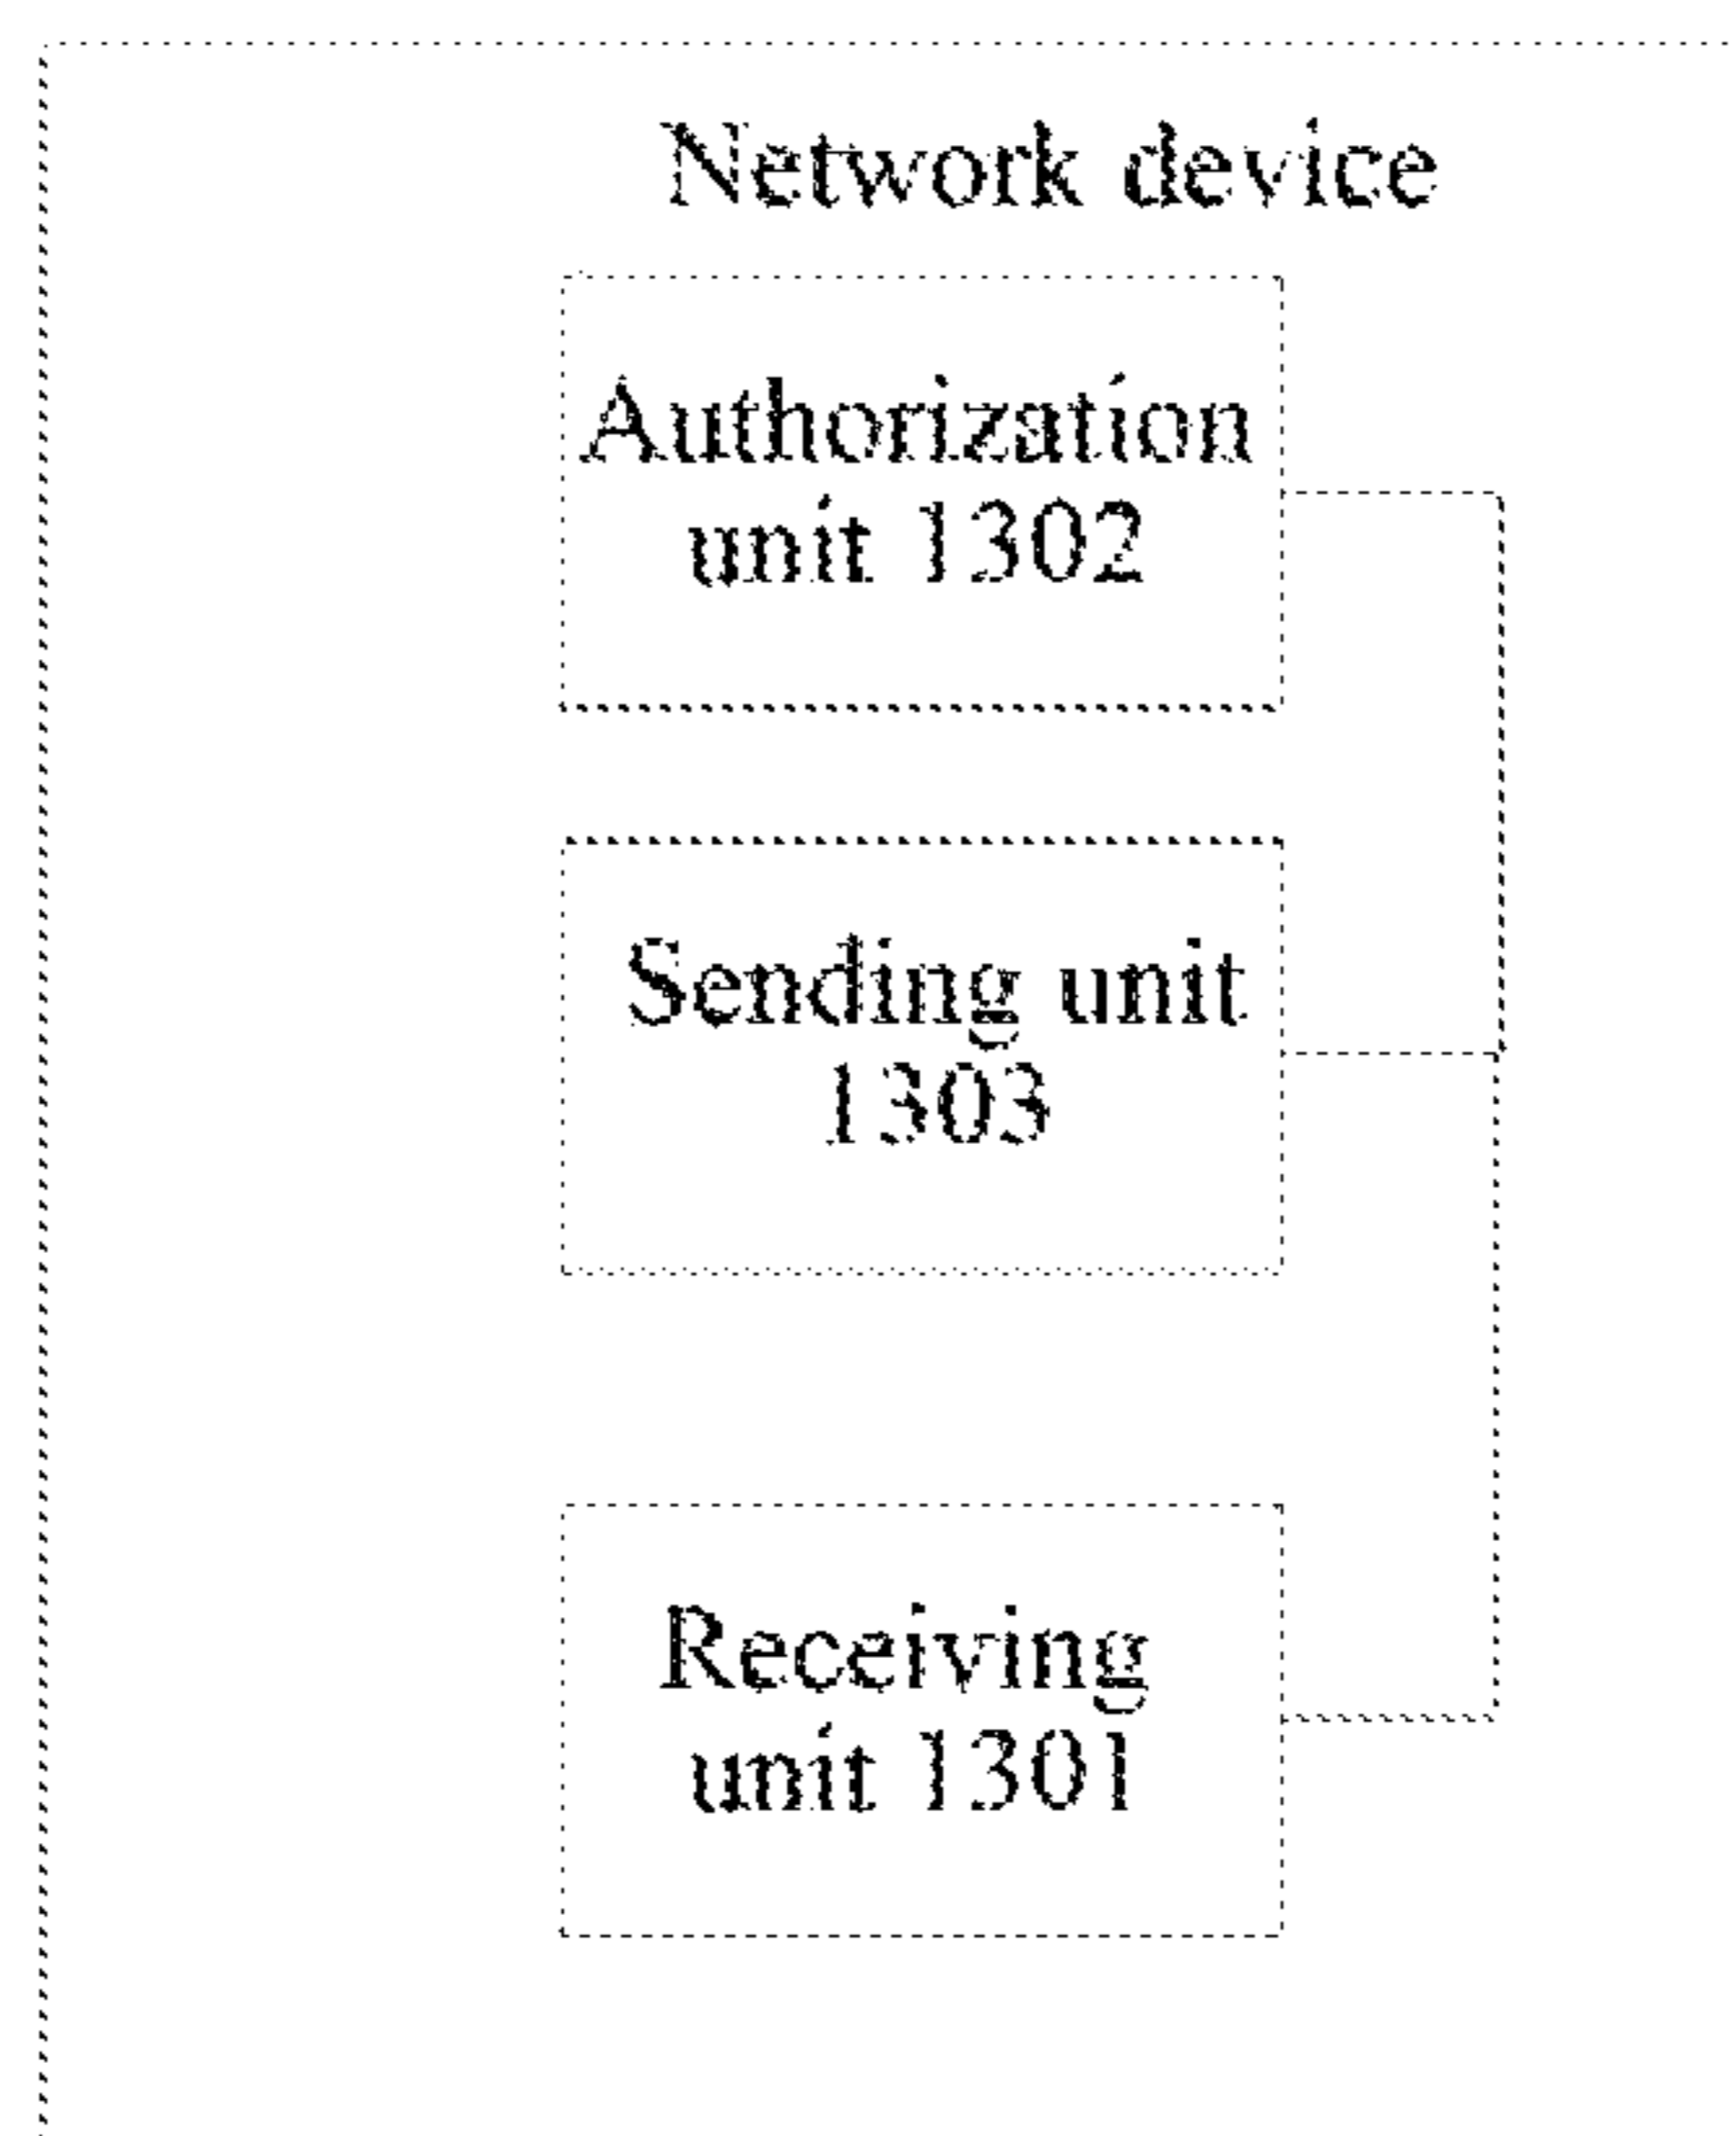 Network device
Authorization
unit 1302
Sending unit
1303
Receiving
unit 1301